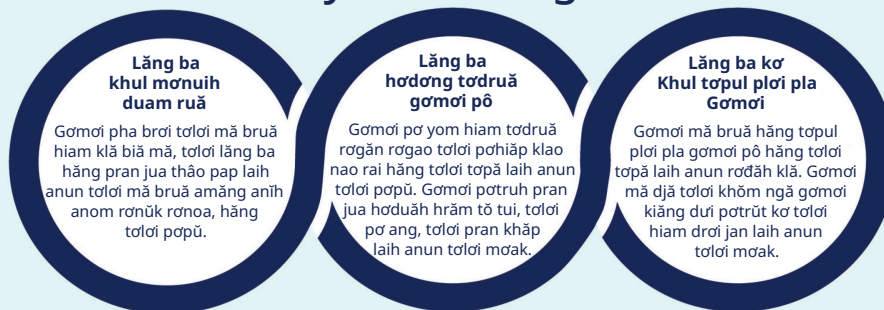 Lăng ba
khul mơnuih
duam ruă
Gơmơi pha brơi tơlơi mă bruă
hiam klă biă mă, tơlơi lăng ba
hăng pran jua thâo pap laih
anun tơlơi mă bruă amăng anĭh
anom rơnŭk rơnoa, hăng
tơlơi pơpŭ.
Lăng ba
hơdơng tơdruă
gơmơi pô
Gơmơi pơ yom hiam tơdruă
rơgăn rơgao tơlơi pơhiăp klao
nao rai hăng tơlơi tơpă laih anun
tơlơi pơpŭ. Gơmơi pơtruh pran
jua hơduăh hrăm tŏ tui, tơlơi
pơ ang, tơlơi pran khăp
laih anun tơlơi mơak.
Lăng ba kơ
Khul tơpul plơi pla
Gơmơi
Gơmơi mă bruă hăng tơpul
plơi pla gơmơi pô hăng tơlơi
tơpă laih anun rơđăh klă. Gơmơi
mă djă tơlơi khŏm ngă gơmơi
kiăng dưi pơtrŭt kơ tơlơi
hiam drơi jan laih anun
tơlơi mơak.